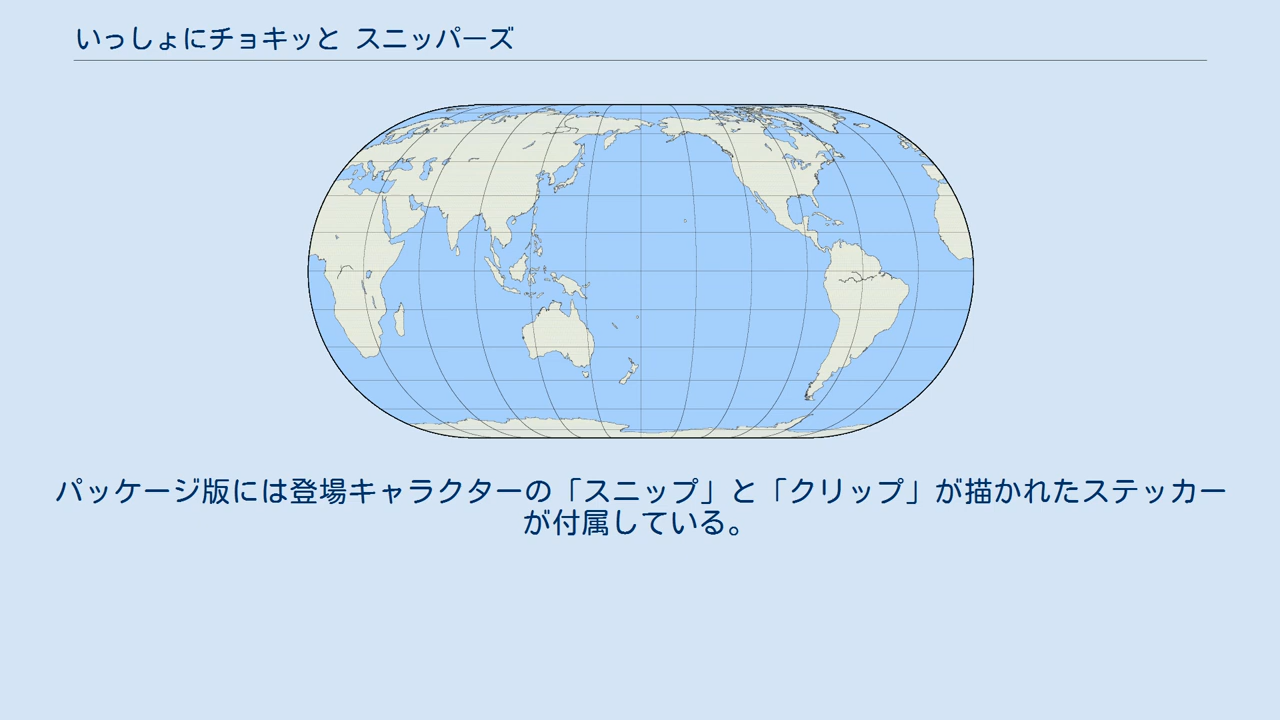 いっしょにチョキッと スニッパーズ
パッケージ版には登場キャラクターの「スニップ」と「クリップ」が描かれたステッカー
が付属している。